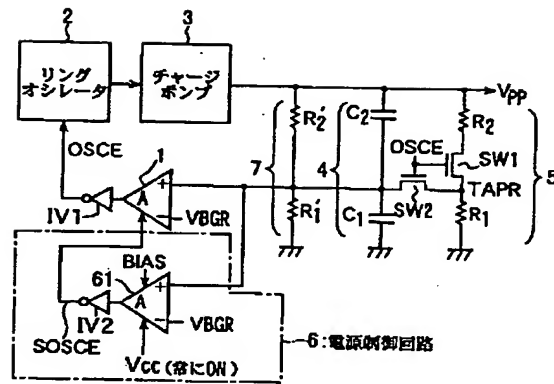 2
3
リング
オシレータ
チャージ
ポンプ
VPP
R2'
C2
R2
OSCE
1
7
4
OSCE
SW1
5
A
+
−
TAPR
IV1
VBGR
R1'
C1
SW2
R1
BIAS
61
A
+
−
IV2
VBGR
SOSCE
VCC(常にON)
6:電源制御回路